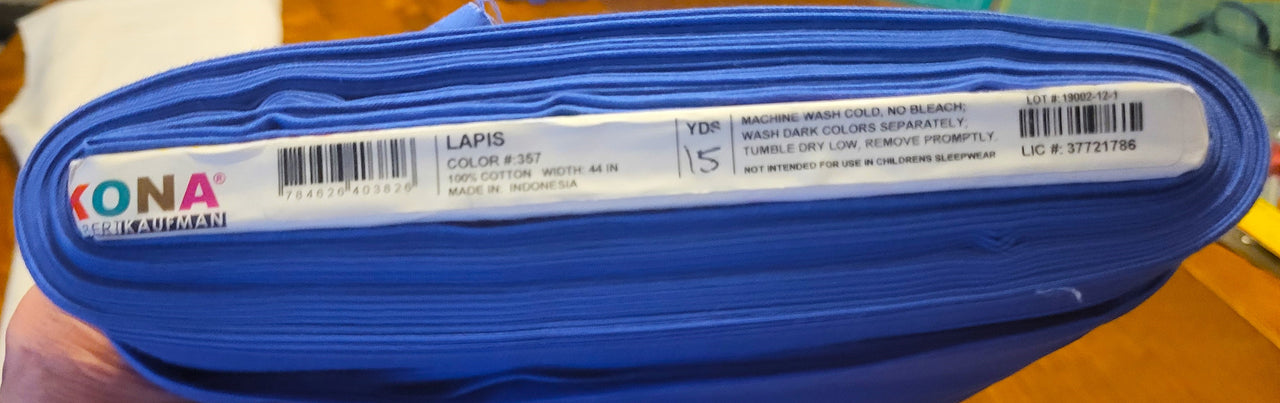 KONA®
ROBERT KAUFMAN
784626 403826
LAPIS
COLOR #:357
100% COTTON WIDTH: 44 IN
MADE IN: INDONESIA
YDS
15
MACHINE WASH COLD, NO BLEACH;
WASH DARK COLORS SEPARATELY;
TUMBLE DRY LOW, REMOVE PROMPTLY.
NOT INTENDED FOR USE IN CHILDRENS SLEEPWEAR
LOT #: 19002-12-1
LIC #: 37721786